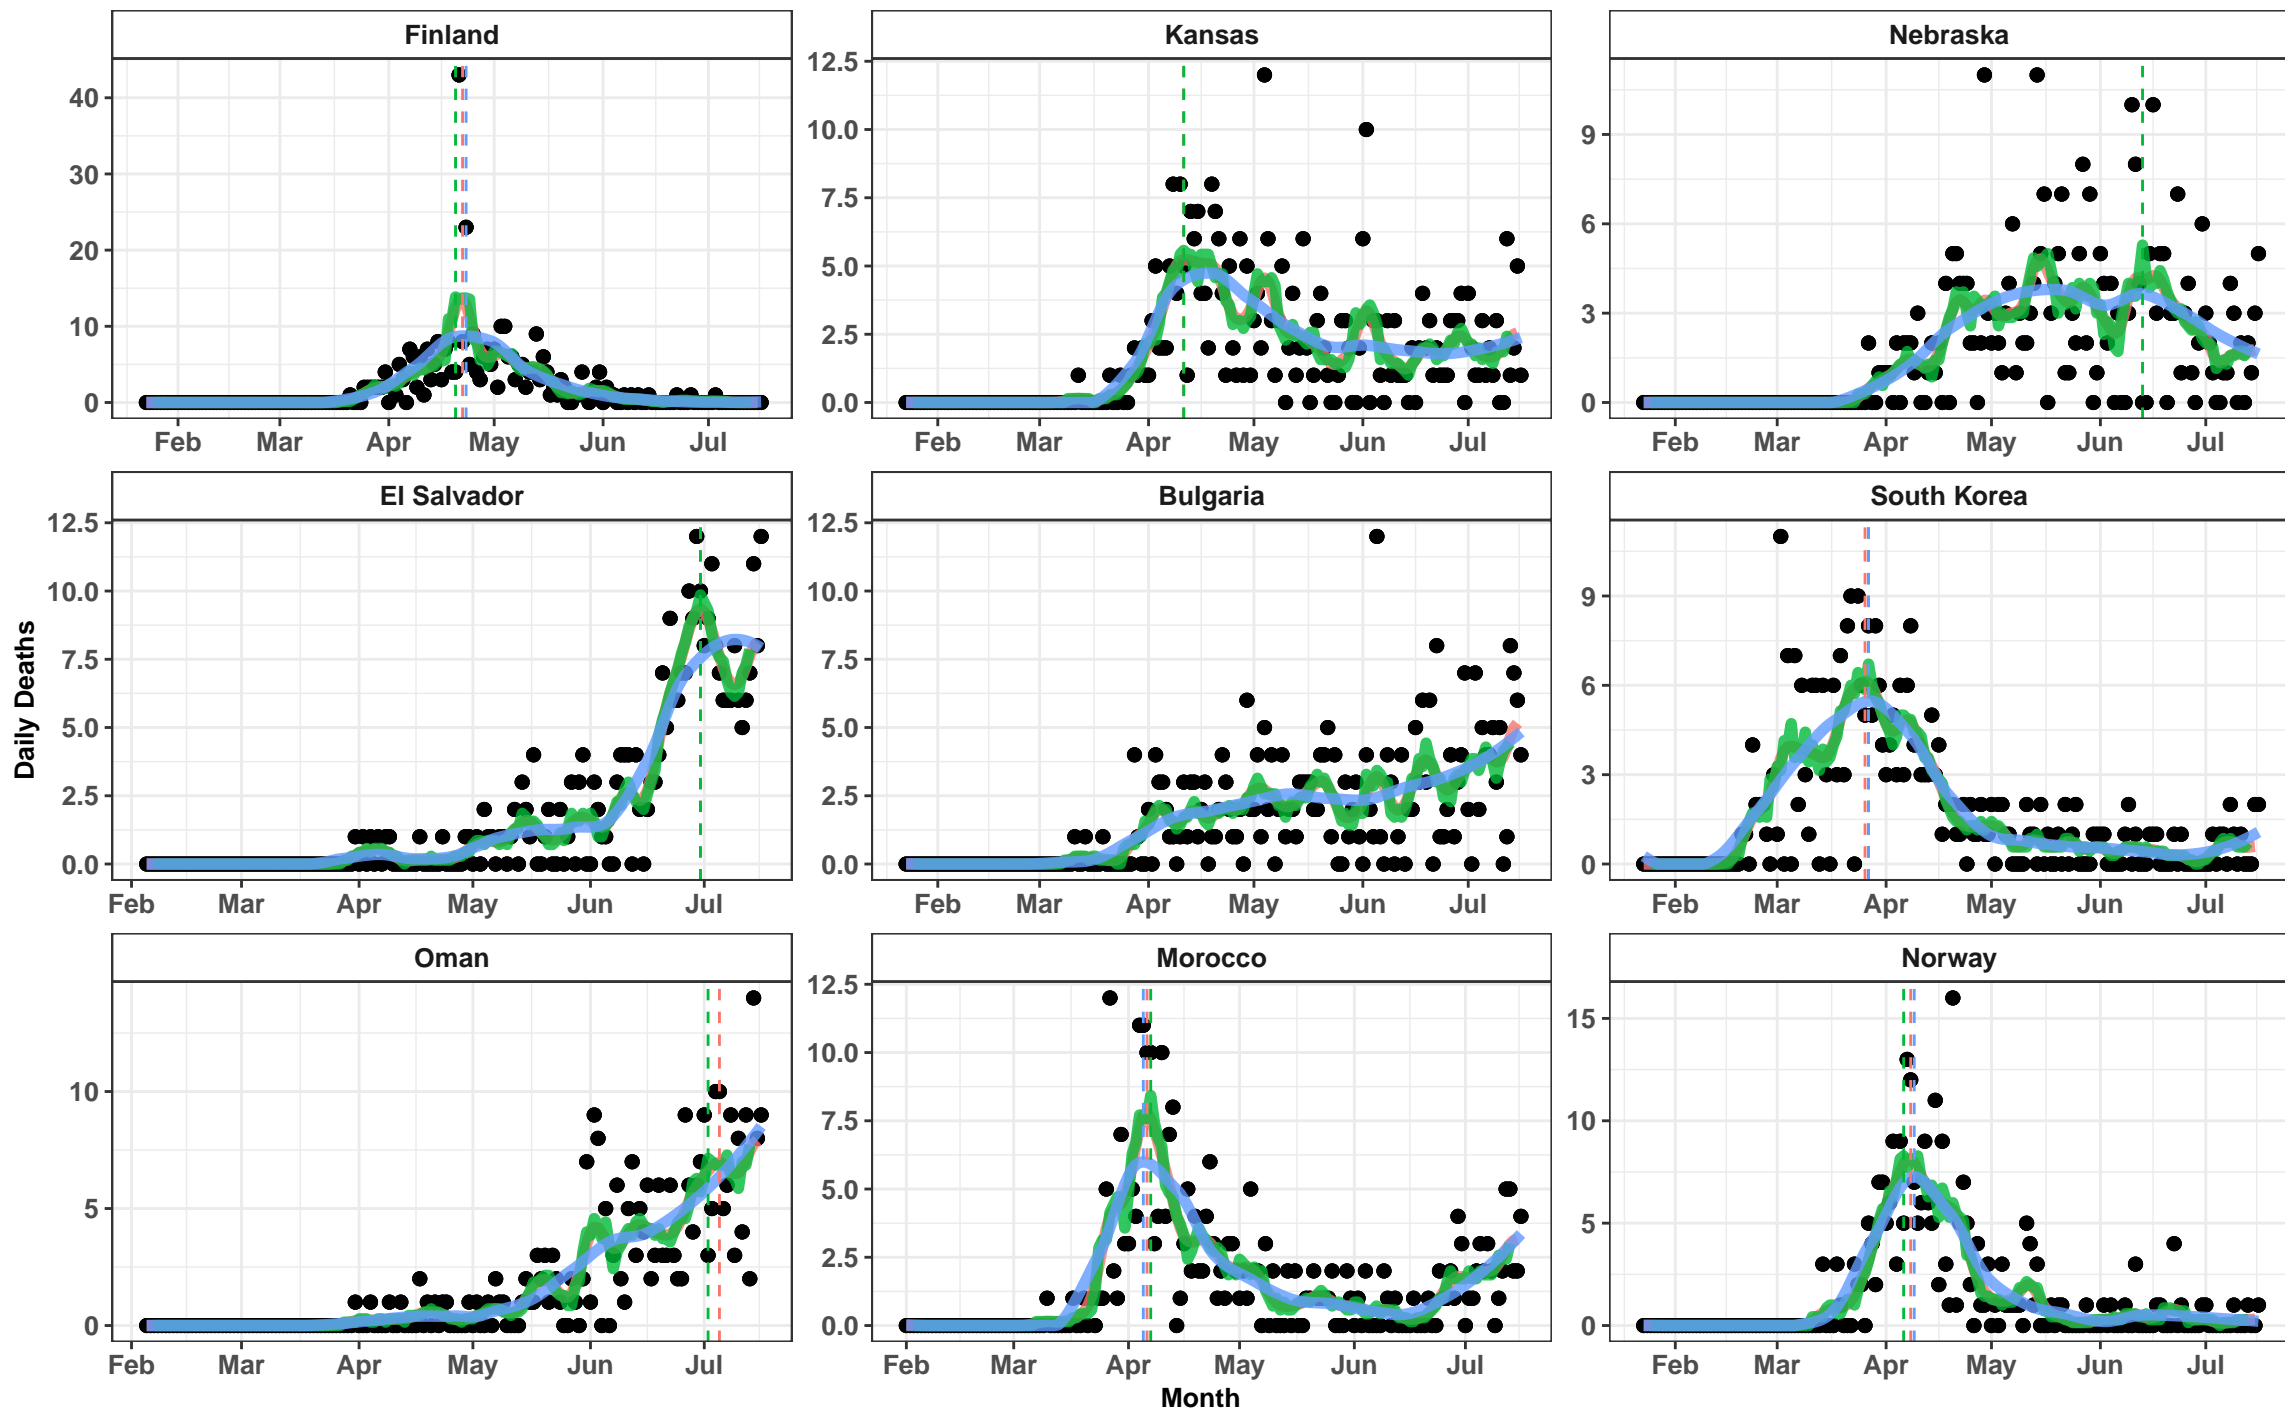 Finland
Kansas
Nebraska
40
30
20
10
0
12.5
10.0
7.5
5.0
2.5
0.0
9
6
3
0
Feb Mar Apr May Jun Jul
Feb Mar Apr May Jun Jul
Feb Mar Apr May Jun Jul
El Salvador
Bulgaria
South Korea
12.5
10.0
7.5
5.0
2.5
0.0
12.5
10.0
7.5
5.0
2.5
0.0
9
6
3
0
Feb Mar Apr May Jun Jul
Feb Mar Apr May Jun Jul
Feb Mar Apr May Jun Jul
Daily Deaths
Oman
Morocco
Norway
10
5
0
12.5
10.0
7.5
5.0
2.5
0.0
15
10
5
0
Feb Mar Apr May Jun Jul
Feb Mar Apr May Jun Jul
Feb Mar Apr May Jun Jul
Month